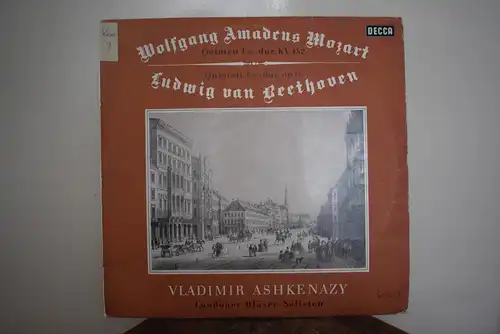 DECCA
Wolfgang Amadeus Mozart
Quintett Es-dur, KV 452
Quintett Es-dur, op. 16
Ludwig van Beethoven
VLADIMIR ASHKENAZY
Londoner Bläser-Solisten